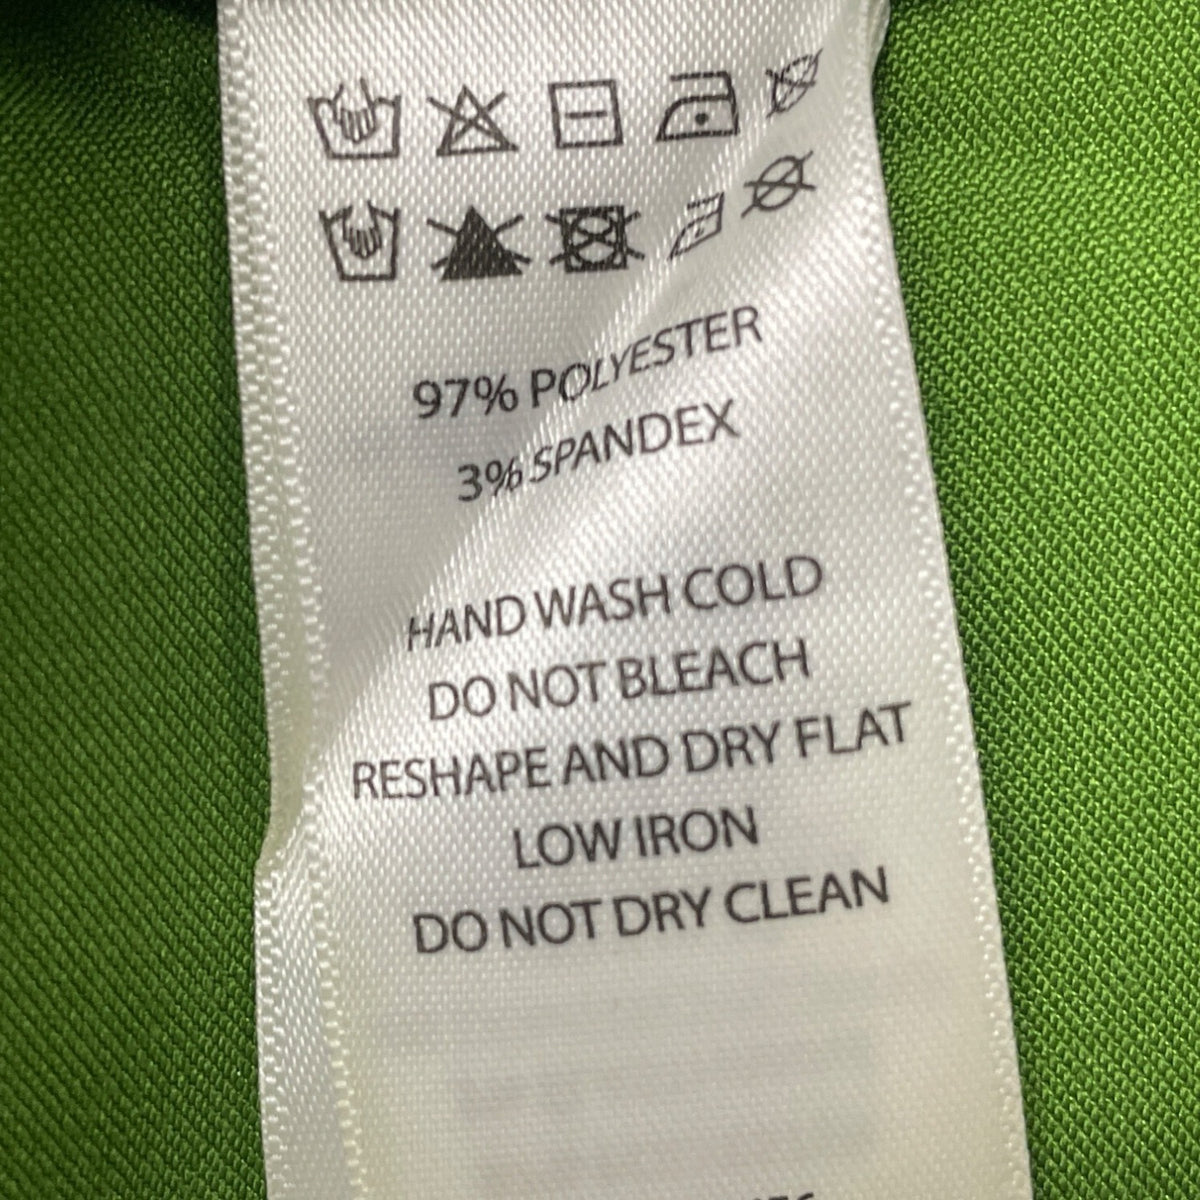 97% POLYESTER
3% SPANDEX
HAND WASH COLD
DO NOT BLEACH
RESHAPE AND DRY FLAT
LOW IRON
DO NOT DRY CLEAN